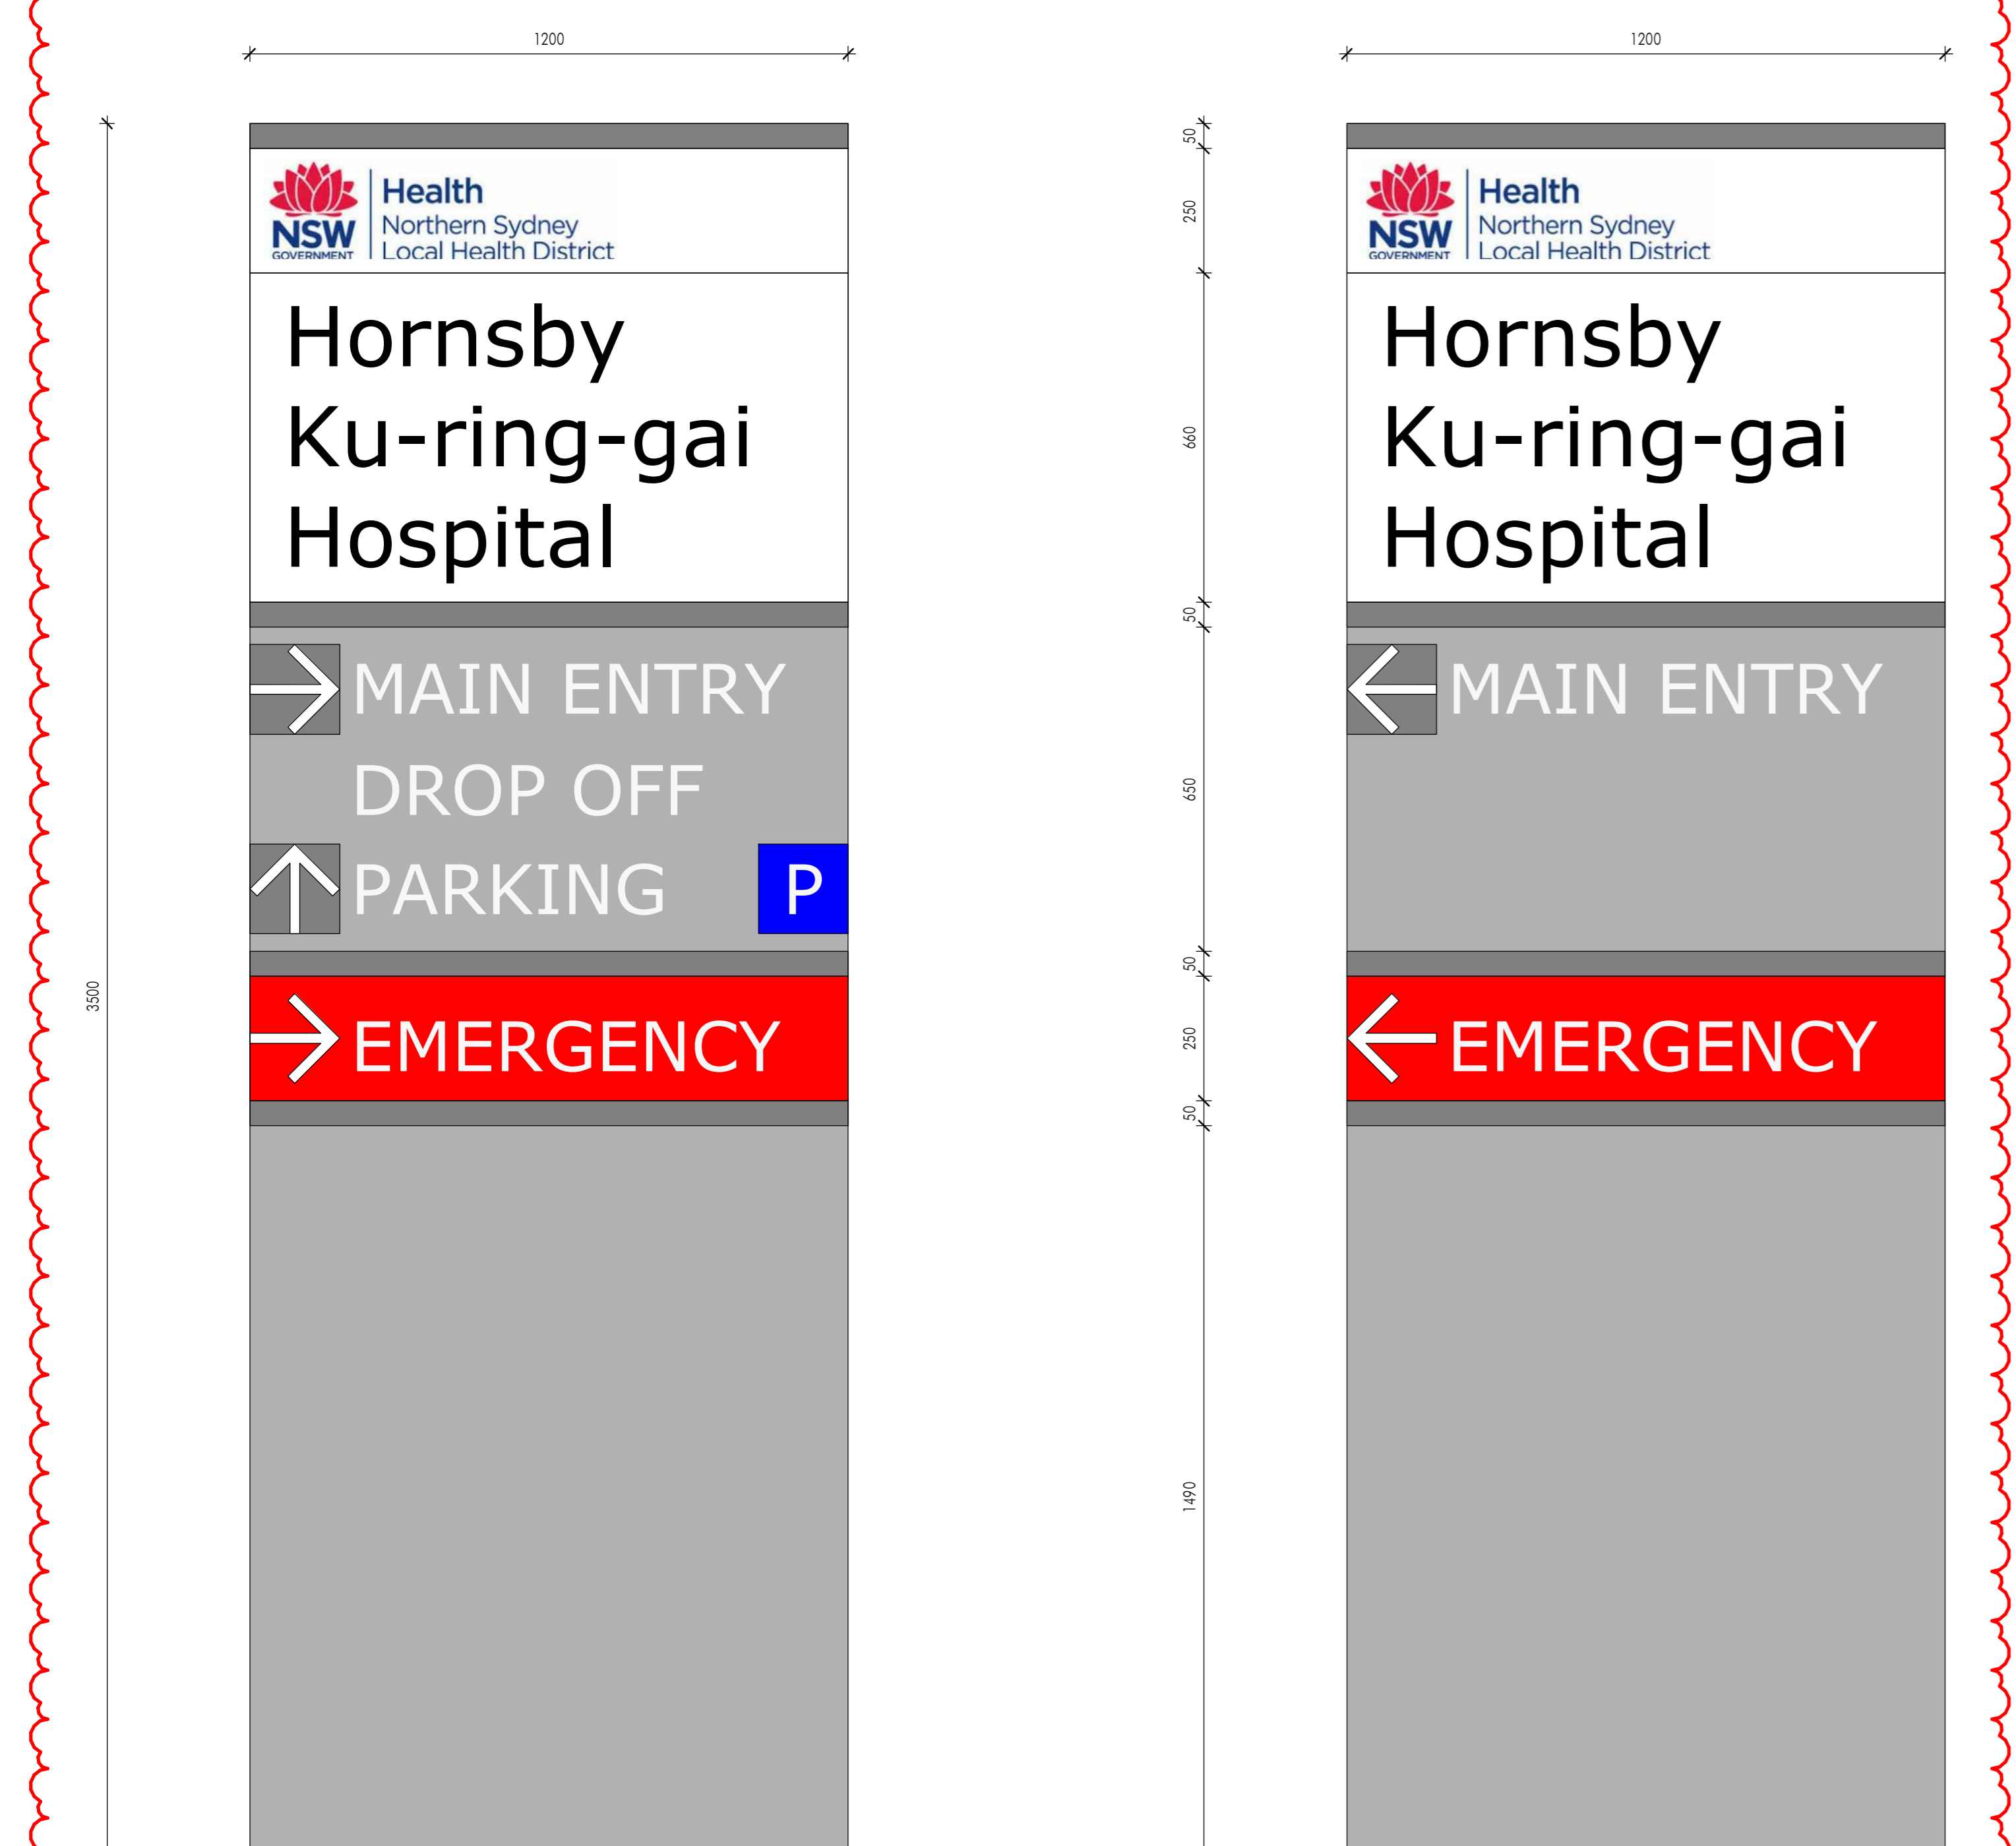 1200
1200
3500
NSW
GOVERNMENT
Health
Northern Sydney
Local Health District
Hornsby
Ku-ring-gai
Hospital
MAIN ENTRY
DROP OFF
PARKING
P
EMERGENCY
50
250
660
50
650
50
250
50
1490
NSW
GOVERNMENT
Health
Northern Sydney
Local Health District
Hornsby
Ku-ring-gai
Hospital
MAIN ENTRY
EMERGENCY